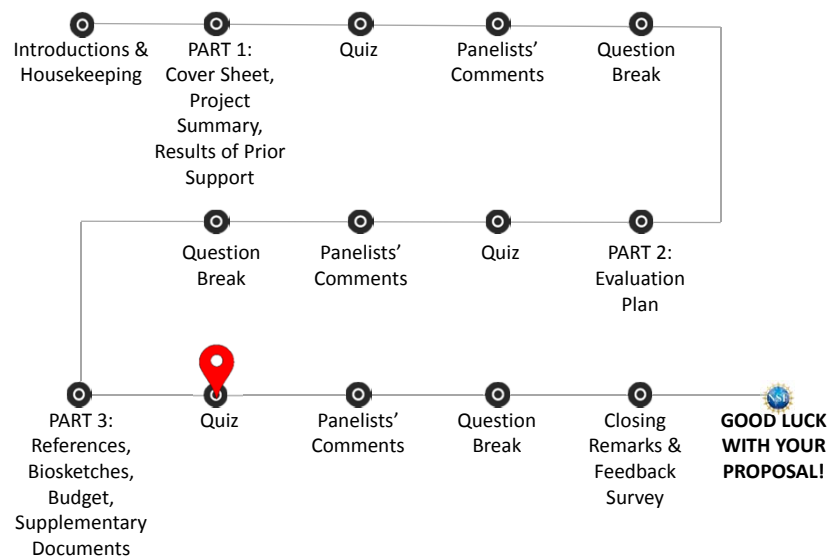 Introductions &
Housekeeping
PART 1:
Cover Sheet,
Project
Summary,
Results of Prior
Support
Quiz
Panelists’
Comments
Question
Break
PART 2:
Evaluation
Plan
Quiz
Panelists’
Comments
Question
Break
PART 3:
References,
Biosketches,
Budget,
Supplementary
Documents
Quiz
Panelists’
Comments
Question
Break
Closing
Remarks &
Feedback
Survey
NSF
GOOD LUCK
WITH YOUR
PROPOSAL!